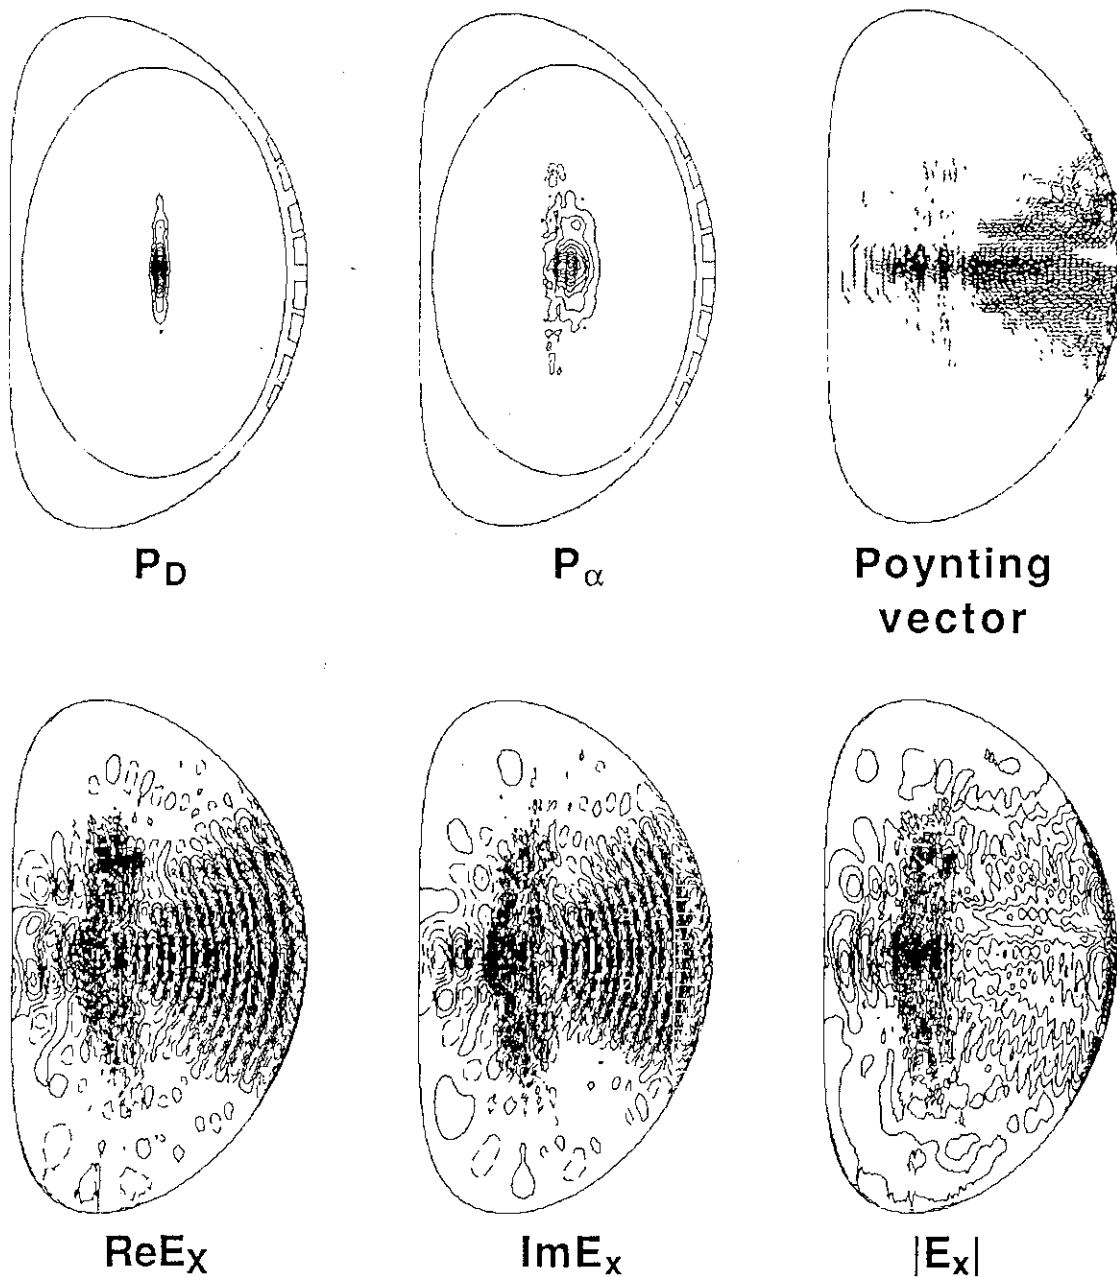 P_D
P_α
Poynting
vector
ReE_X
ImE_x
|E_x|